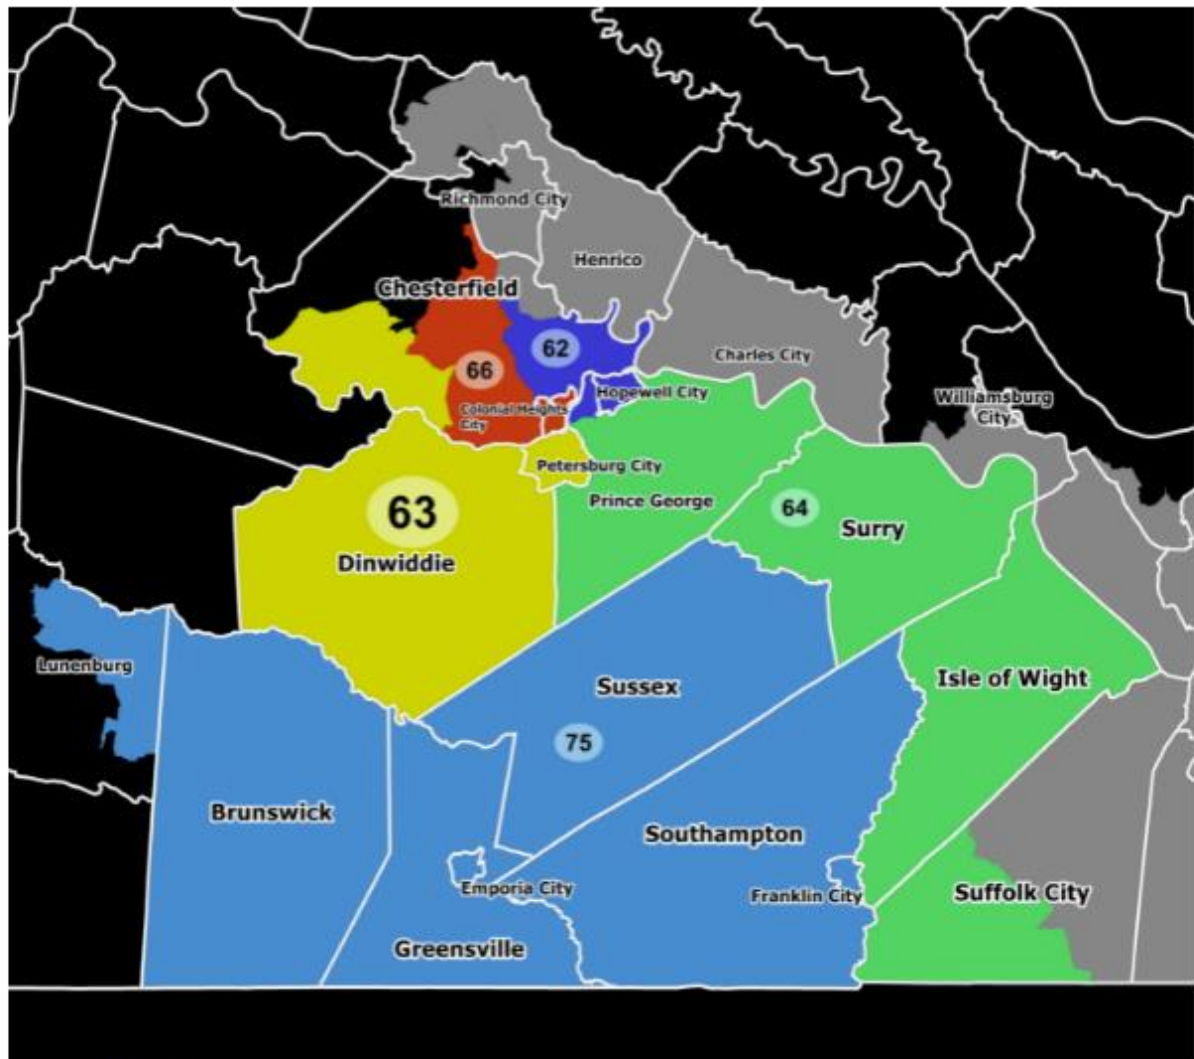 Richmond City
Henrico
Chesterfield
62
Charles City
66
Hopewell City
Williamsburg
City
Colonial Heights
City
Petersburg City
Prince George
63
64
Surry
Dinwiddie
Lunenburg
Sussex
Isle of Wight
75
Brunswick
Southampton
Emporia City
Franklin City
Suffolk City
Greensville